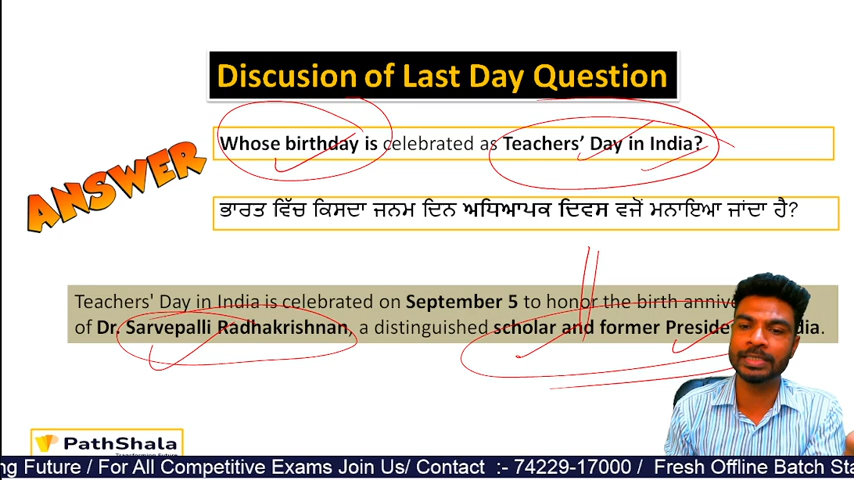 Discusion of Last Day Question
Whose birthday is celebrated as Teachers' Day in India?
ANSWER
ਭਾਰਤ ਵਿੱਚ ਕਿਸਦਾ ਜਨਮ ਦਿਨ ਅਧਿਆਪਕ ਦਿਵਸ ਵਜੋਂ ਮਨਾਇਆ ਜਾਂਦਾ ਹੈ?
Teachers' Day in India is celebrated on September 5 to honor the birth
of Dr. Sarvepalli Radhakrishnan, a distinguished scholar and former
PathShala
Transforming Future
ng Future / For All Competitive Exams Join Us/ Contact :- 74229-17000 / Fresh Offline Batch Sta